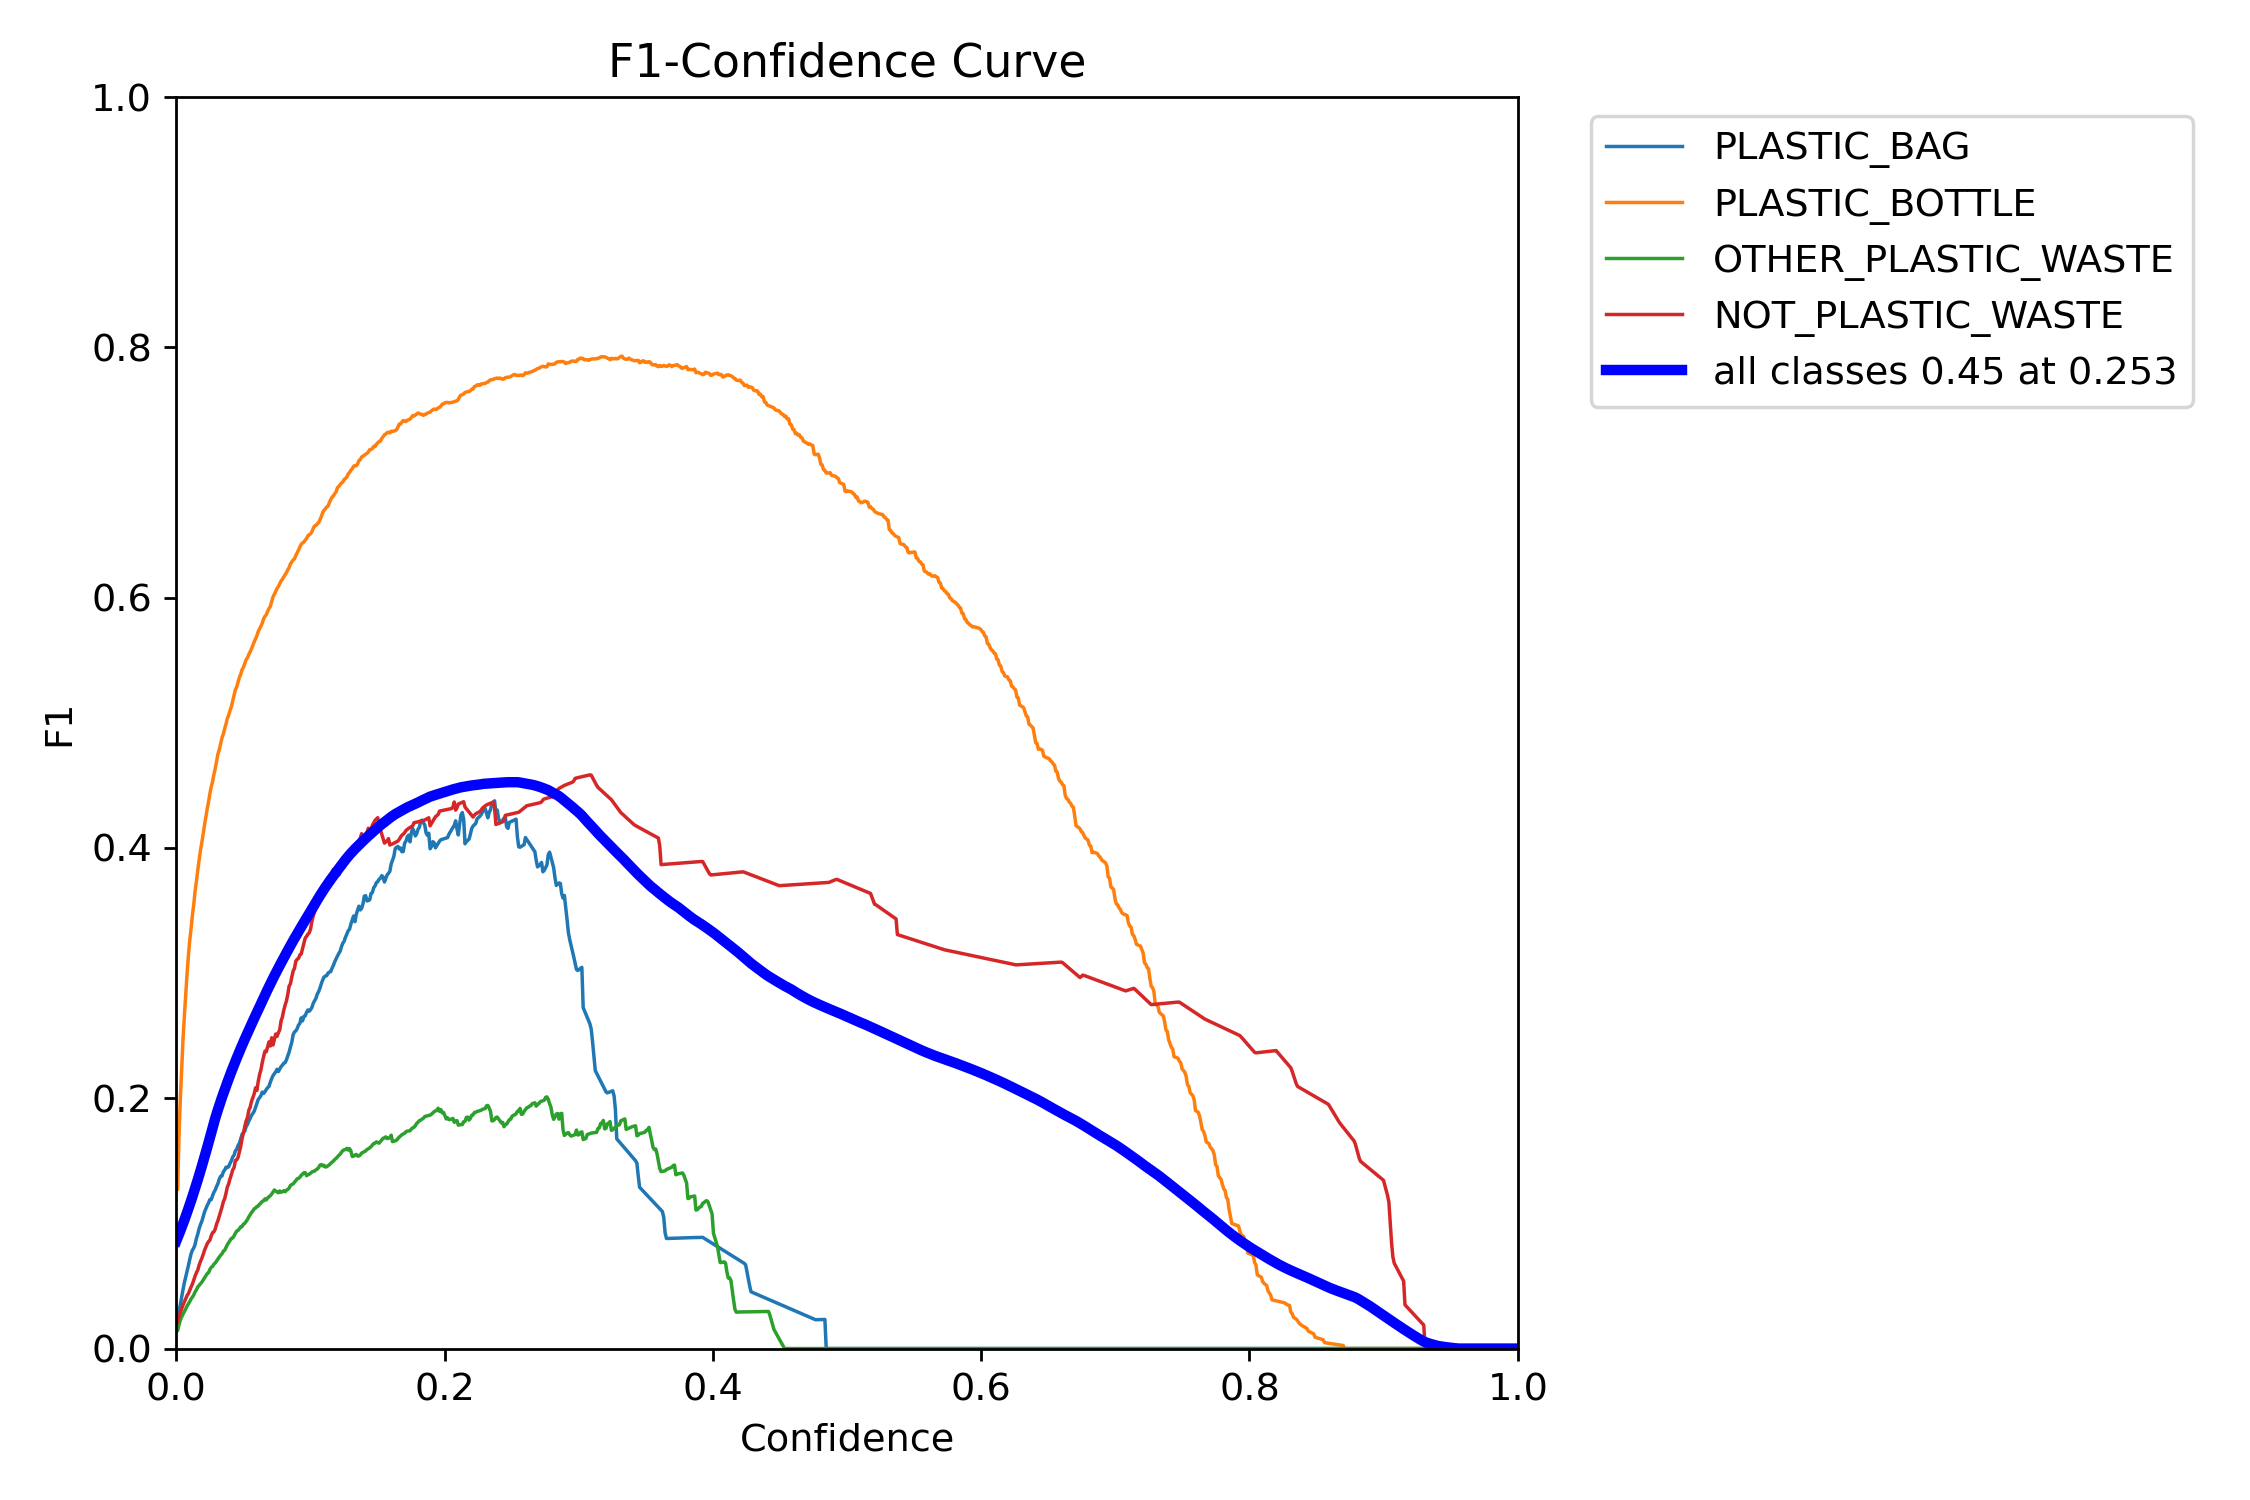 F1-Confidence Curve
1.0
0.8
0.6
0.4
0.2
0.0
F1
0.0 0.2 0.4 0.6 0.8 1.0
Confidence
PLASTIC_BAG
PLASTIC_BOTTLE
OTHER_PLASTIC_WASTE
NOT_PLASTIC_WASTE
all classes 0.45 at 0.253